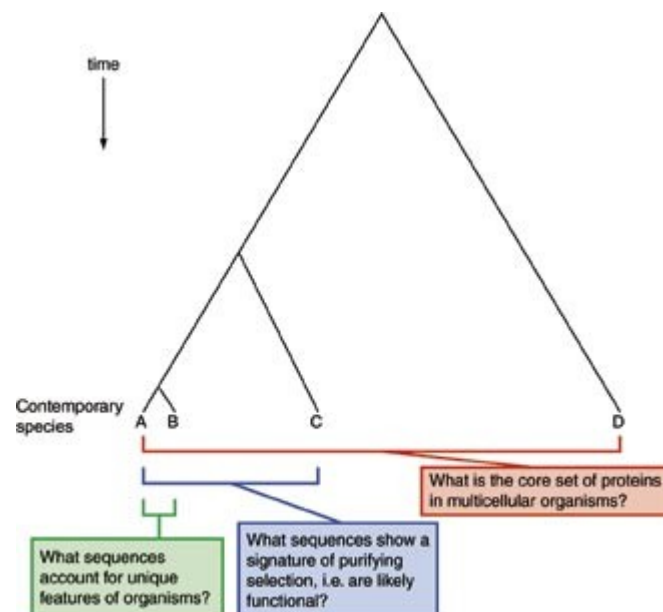 time
Contemporary
species
A B C D
What is the core set of proteins
in multicellular organisms?
What sequences
account for unique
features of organisms?
What sequences show a
signature of purifying
selection, i.e. are likely
functional?